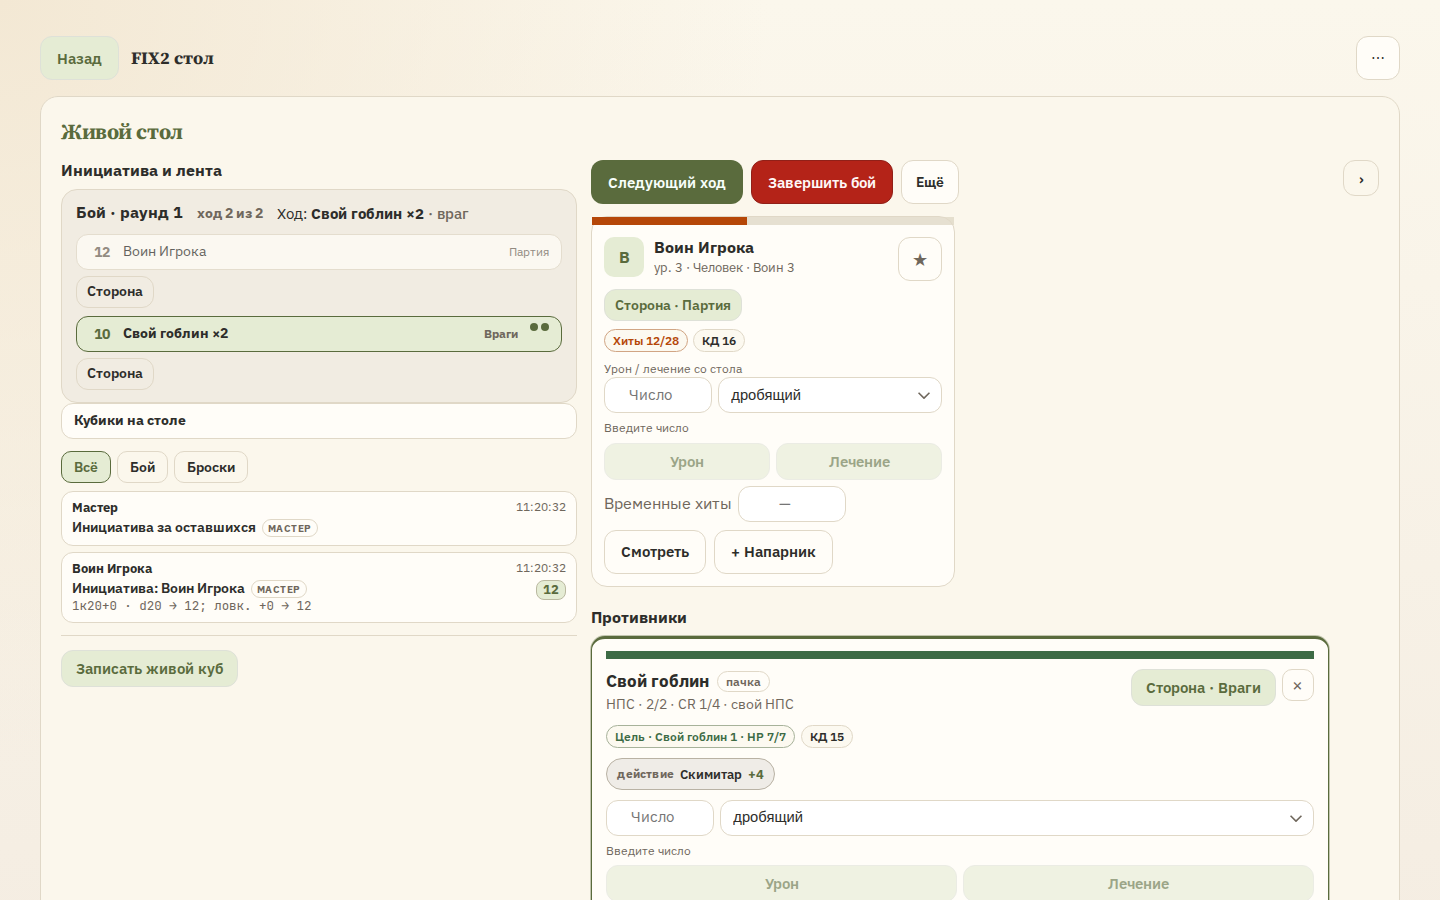 Назад
FIX2 стол
...
Живой стол
Инициатива и лента
Бой · раунд 1 ход 2 из 2 Ход: Свой гоблин ×2 · враг
12 Воин Игрока Партия
Сторона
10 Свой гоблин ×2 Враги
Сторона
Кубики на столе
Всё Бой Броски
Мастер 11:20:32
Инициатива за оставшихся МАСТЕР
Воин Игрока 11:20:32
Инициатива: Воин Игрока МАСТЕР 12
1к20+0 · d20 → 12; ловк. +0 → 12
Записать живой куб
Следующий ход Завершить бой Ещё
›
В Воин Игрока ★
ур. 3 · Человек · Воин 3
Сторона · Партия
Хиты 12/28 КД 16
Урон / лечение со стола
Число дробящий
Введите число
Урон Лечение
Временные хиты —
Смотреть + Напарник
Противники
Свой гоблин пачка Сторона · Враги ×
НПС · 2/2 · CR 1/4 · свой НПС
Цель · Свой гоблин 1 · HP 7/7 КД 15
действие Скимитар +4
Число дробящий
Введите число
Урон Лечение